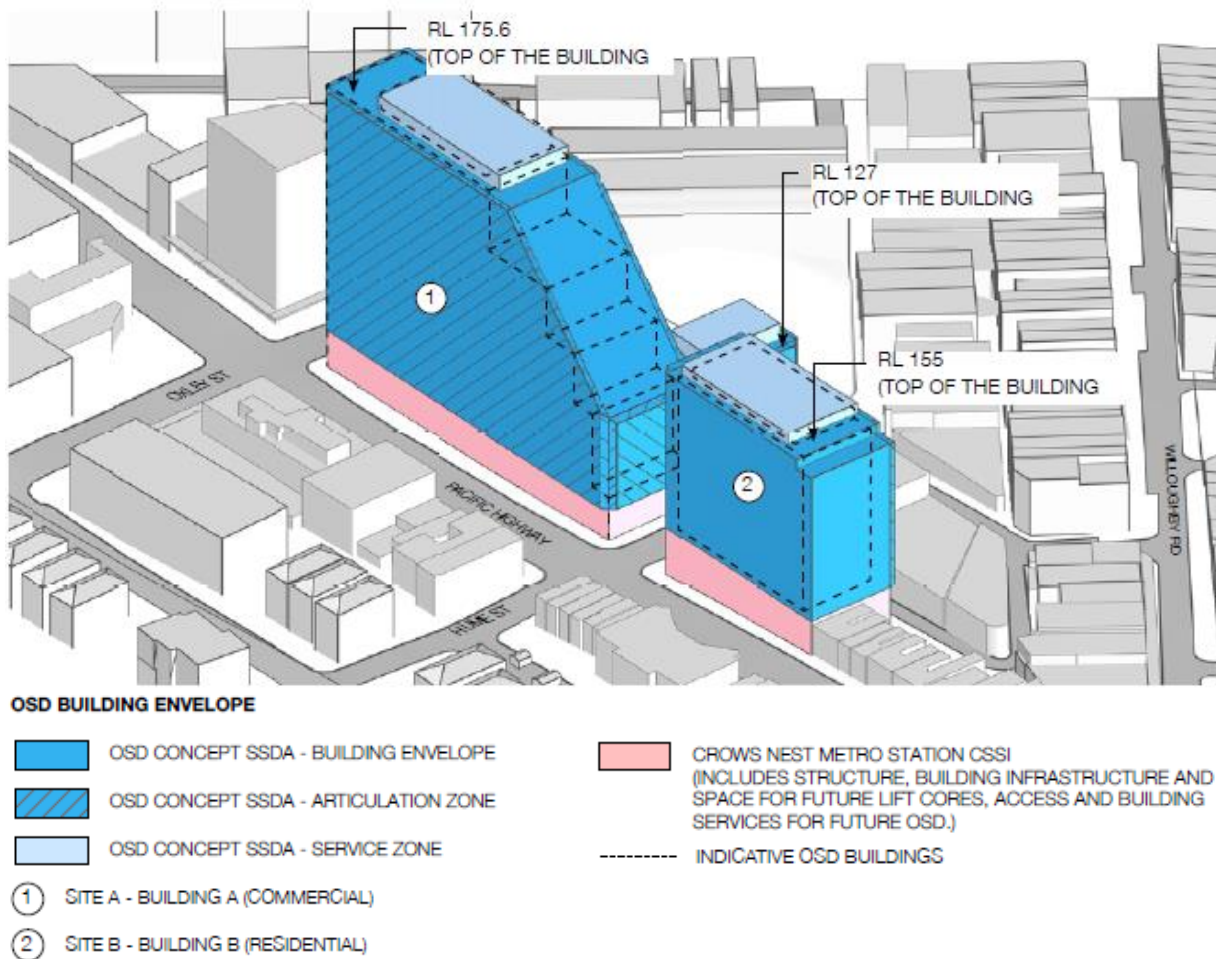 RL 175.6
(TOP OF THE BUILDING
RL 127
(TOP OF THE BUILDING
RL 155
(TOP OF THE BUILDING
1
2
OXLEY ST
PACIFIC HIGHWAY
HUME ST
WILLOUGHBY RD
OSD BUILDING ENVELOPE
OSD CONCEPT SSDA - BUILDING ENVELOPE
OSD CONCEPT SSDA - ARTICULATION ZONE
OSD CONCEPT SSDA - SERVICE ZONE
1 SITE A - BUILDING A (COMMERCIAL)
2 SITE B - BUILDING B (RESIDENTIAL)
CROWS NEST METRO STATION CSSI
(INCLUDES STRUCTURE, BUILDING INFRASTRUCTURE AND
SPACE FOR FUTURE LIFT CORES, ACCESS AND BUILDING
SERVICES FOR FUTURE OSD.)
INDICATIVE OSD BUILDINGS